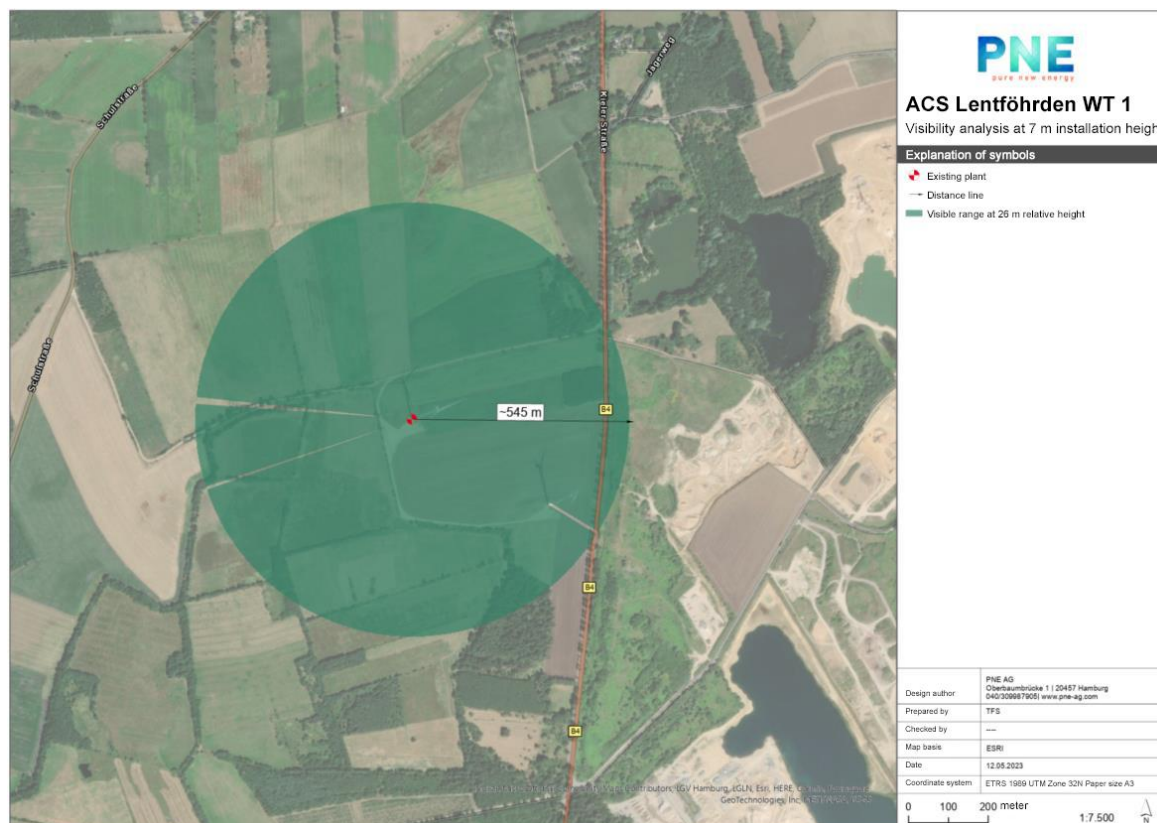 Schulstraße
Jägerweg
Kieler Straße
Schulstraße
~545 m
B4
B4
B4
GeoTechnologies, Inc,
PNE
pure new energy
ACS Lentföhrden WT 1
Visibility analysis at 7 m installation heigh
Explanation of symbols
Existing plant
Distance line
Visible range at 26 m relative height
Design author
PNE AG
Oberbaumbrücke 1 | 20457 Hamburg
040/309987905| www.pne-ag.com
Prepared by TFS
Checked by ---
Map basis ESRI
Date 12.05.2023
Coordinate system ETRS 1989 UTM Zone 32N Paper size A3
0 100 200 meter
1:7.500
N